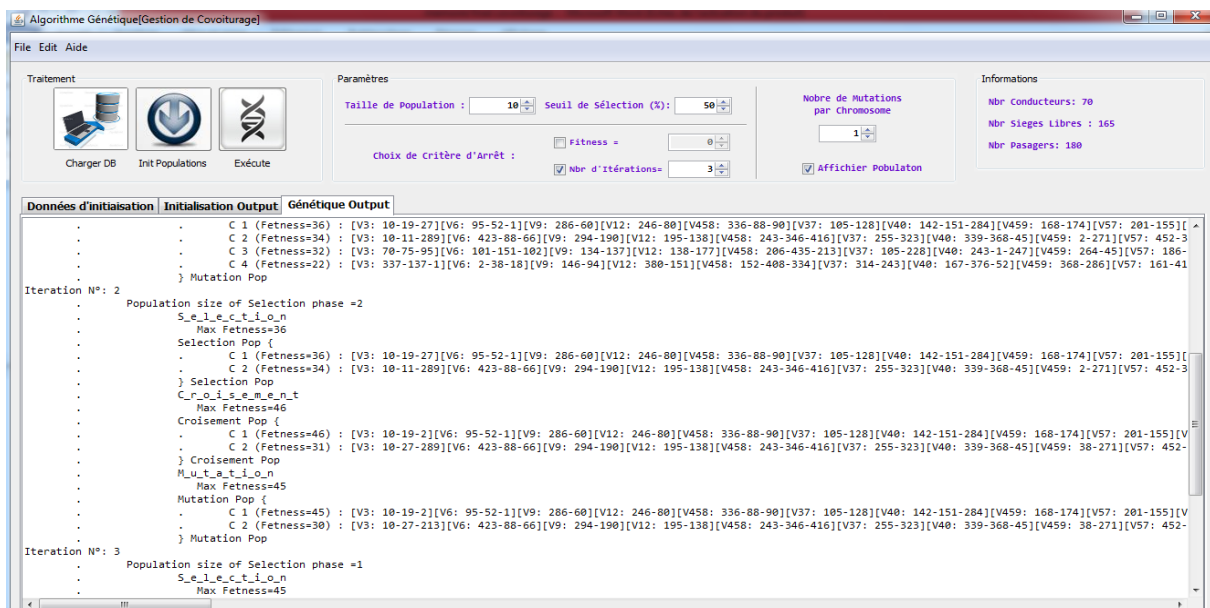 Algorithme Génétique[Gestion de Covoiturage]
File Edit Aide
Traitement
Charger DB Init Populations Exécute
Paramètres
Taille de Population : 10 Seuil de Sélection (%): 50
Choix de Critère d'Arrêt :
Fitness = 0
Nbr d'Itérations= 3
Nobre de Mutations
par Chromosome
1
Affichier Pobulaton
Informations
Nbr Conducteurs: 70
Nbr Sieges Libres : 165
Nbr Pasagers: 180
Données d'initiaisation Initialisation Output Génétique Output
. . C 1 (Fetness=36) : [V3: 10-19-27][V6: 95-52-1][V9: 286-60][V12: 246-80][V458: 336-88-90][V37: 105-128][V40: 142-151-284][V459: 168-174][V57: 201-155][
. . C 2 (Fetness=34) : [V3: 10-11-289][V6: 423-88-66][V9: 294-190][V12: 195-138][V458: 243-346-416][V37: 255-323][V40: 339-368-45][V459: 2-271][V57: 452-3
. . C 3 (Fetness=32) : [V3: 70-75-95][V6: 101-151-102][V9: 134-137][V12: 138-177][V458: 206-435-213][V37: 105-228][V40: 243-1-247][V459: 264-45][V57: 186-
. . C 4 (Fetness=22) : [V3: 337-137-1][V6: 2-38-18][V9: 146-94][V12: 380-151][V458: 152-408-334][V37: 314-243][V40: 167-376-52][V459: 368-286][V57: 161-41
. } Mutation Pop
Iteration N°: 2
. Population size of Selection phase =2
. S_e_l_e_c_t_i_o_n
. Max Fetness=36
. Selection Pop {
. . C 1 (Fetness=36) : [V3: 10-19-27][V6: 95-52-1][V9: 286-60][V12: 246-80][V458: 336-88-90][V37: 105-128][V40: 142-151-284][V459: 168-174][V57: 201-155][
. . C 2 (Fetness=34) : [V3: 10-11-289][V6: 423-88-66][V9: 294-190][V12: 195-138][V458: 243-346-416][V37: 255-323][V40: 339-368-45][V459: 2-271][V57: 452-3
. } Selection Pop
. C_r_o_i_s_e_m_e_n_t
. Max Fetness=46
. Croisement Pop {
. . C 1 (Fetness=46) : [V3: 10-19-2][V6: 95-52-1][V9: 286-60][V12: 246-80][V458: 336-88-90][V37: 105-128][V40: 142-151-284][V459: 168-174][V57: 201-155][V
. . C 2 (Fetness=31) : [V3: 10-27-289][V6: 423-88-66][V9: 294-190][V12: 195-138][V458: 243-346-416][V37: 255-323][V40: 339-368-45][V459: 38-271][V57: 452-
. } Croisement Pop
. M_u_t_a_t_i_o_n
. Max Fetness=45
. Mutation Pop {
. . C 1 (Fetness=45) : [V3: 10-19-2][V6: 95-52-1][V9: 286-60][V12: 246-80][V458: 336-88-90][V37: 105-128][V40: 142-151-284][V459: 168-174][V57: 201-155][V
. . C 2 (Fetness=30) : [V3: 10-27-213][V6: 423-88-66][V9: 294-190][V12: 195-138][V458: 243-346-416][V37: 255-323][V40: 339-368-45][V459: 38-271][V57: 452-
. } Mutation Pop
Iteration N°: 3
. Population size of Selection phase =1
. S_e_l_e_c_t_i_o_n
. Max Fetness=45